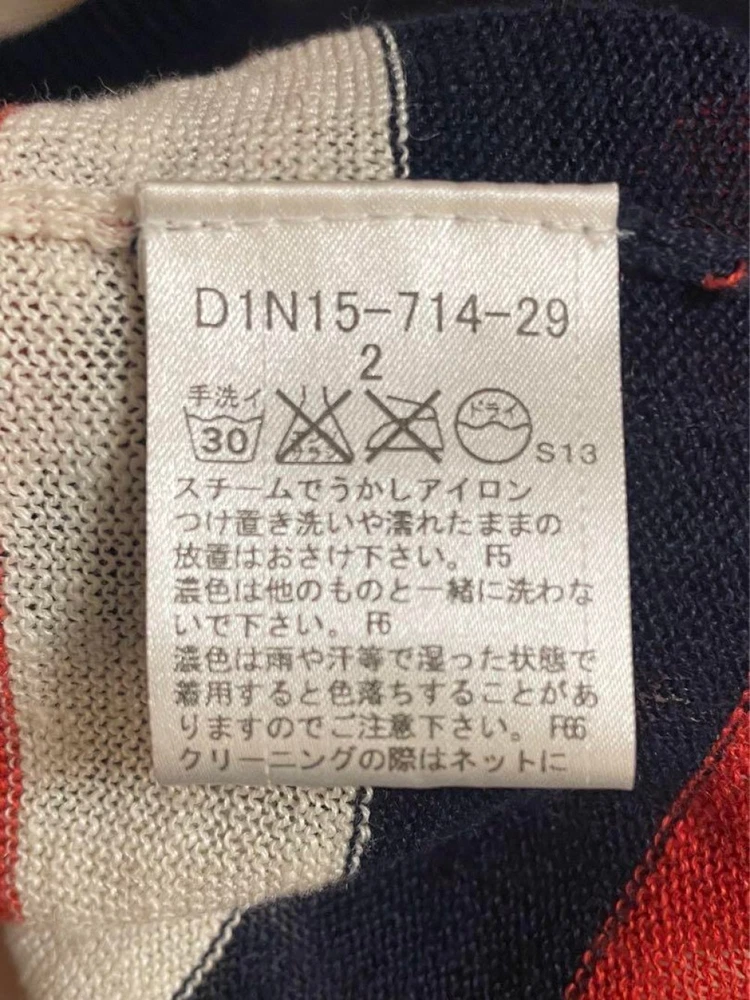 D1N15-714-29
2
手洗イ
30
エンソサラシ
ドライ
S13
スチームでうかしアイロン
つけ置き洗いや濡れたままの
放置はおさけ下さい。 F5
濃色は他のものと一緒に洗わな
いで下さい。 F6
濃色は雨や汗等で湿った状態で
着用すると色落ちすることがあ
りますのでご注意下さい。 F66
クリーニングの際はネットに